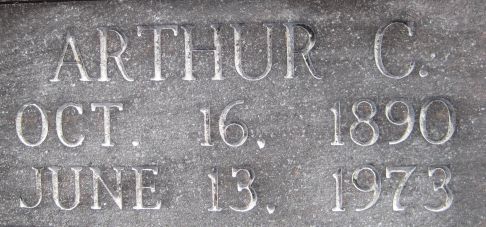 ARTHUR C.
OCT. 16. 1890
JUNE 13. 1973